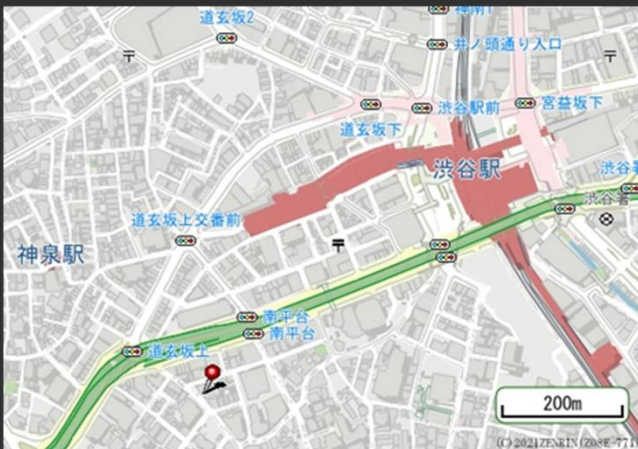 神南1
道玄坂2
井ノ頭通り入口
渋谷駅前
宮益坂下
道玄坂下
渋谷駅
渋谷署
道玄坂上交番前
神泉駅
南平台
南平台
道玄坂上
200m
(C)2021ZENRIN(Z08E-771)